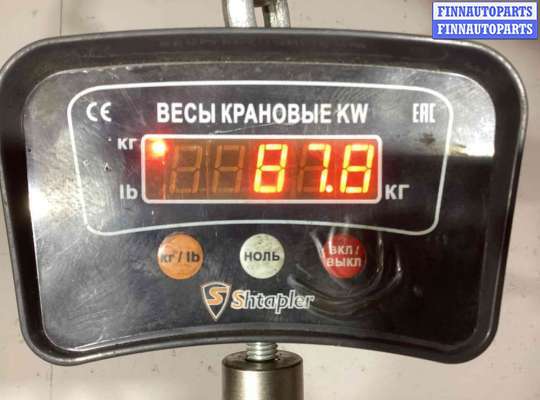 FINNAUTOPARTS
FINNAUTOPARTS
CE ВЕСЫ КРАНОВЫЕ KW EAC
кг
lb 87.8 КГ
кг / lb НОЛЬ ВКЛ /
ВЫКЛ
S Shtapler